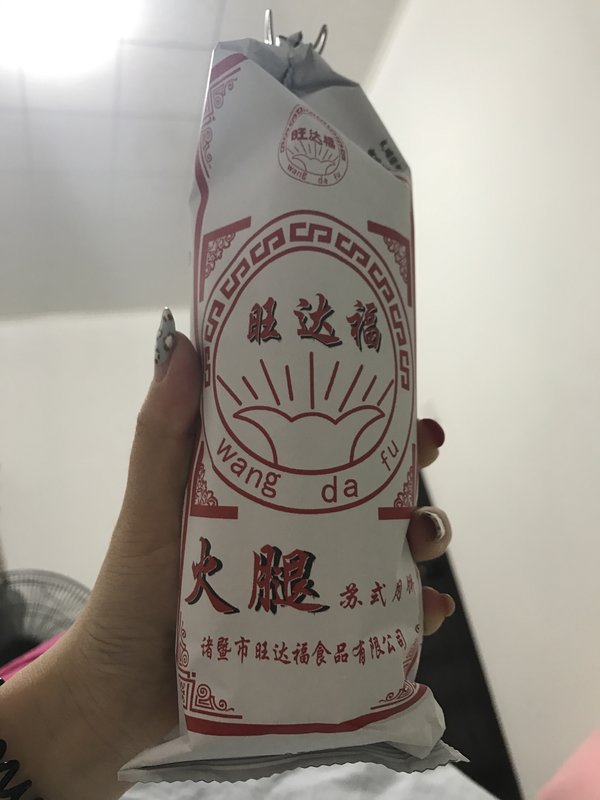 旺达福
wang da fu
旺达福
wang da fu
火腿 苏式月饼
诸暨市旺达福食品有限公司